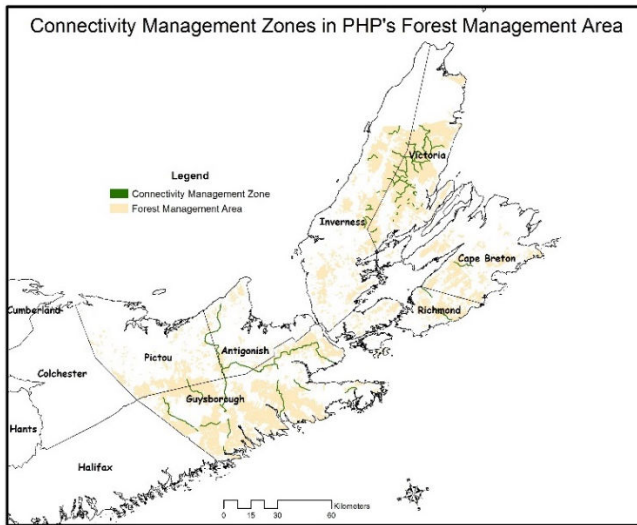 Connectivity Management Zones in PHP's Forest Management Area
Legend
Connectivity Management Zone
Forest Management Area
Victoria
Inverness
Cape Breton
Richmond
Cumberland
Pictou
Antigonish
Colchester
Guysborough
Hants
Halifax
Kilometers
0 15 30 60